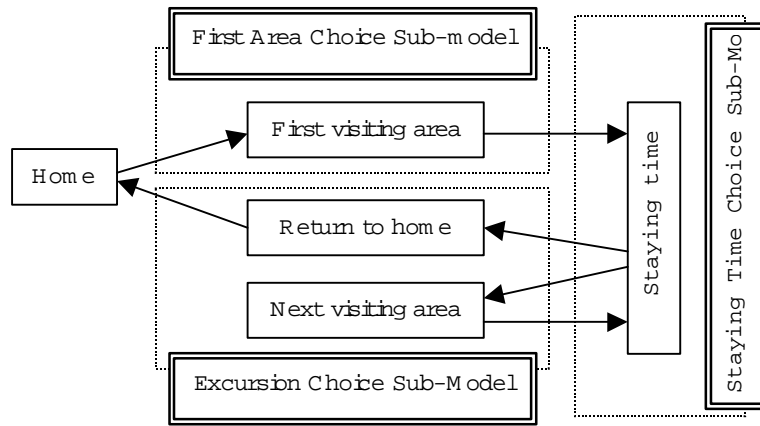 First Area Choice Sub-model
First visiting area
Home
Return to home
Next visiting area
Excursion Choice Sub-Model
Staying time
Staying Time Choice Sub-Mo